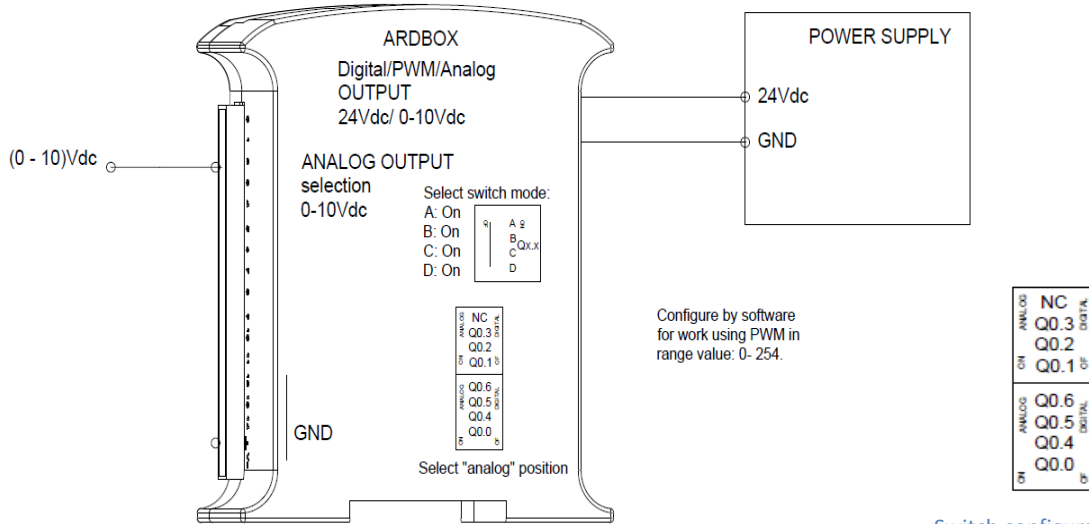 ARDBOX
Digital/PWM/Analog
OUTPUT
24Vdc/ 0-10Vdc
(0 - 10)Vdc
ANALOG OUTPUT
selection
0-10Vdc
Select switch mode:
A: On
B: On
C: On
D: On
A
B
Qx.x
C
D
POWER SUPPLY
24Vdc
GND
Configure by software
for work using PWM in
range value: 0- 254.
ANALOG
ON
NC
Q0.3
Q0.2
Q0.1
DIGITAL
OF
ANALOG
ON
Q0.6
Q0.5
Q0.4
Q0.0
DIGITAL
OF
GND
Select "analog" position
ANALOG
ON
NC
Q0.3
Q0.2
Q0.1
DIGITAL
OF
ANALOG
ON
Q0.6
Q0.5
Q0.4
Q0.0
DIGITAL
OF